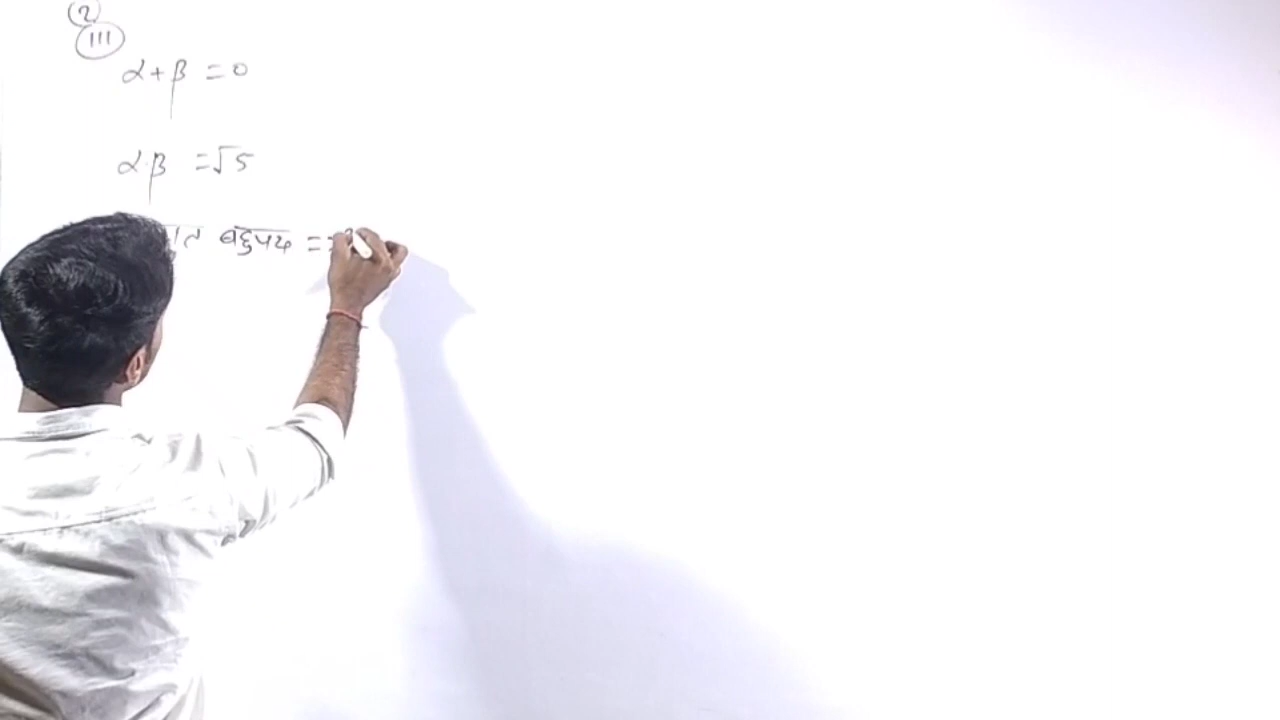 2
III
α+β = 0
α.β = √5
बहुपद =